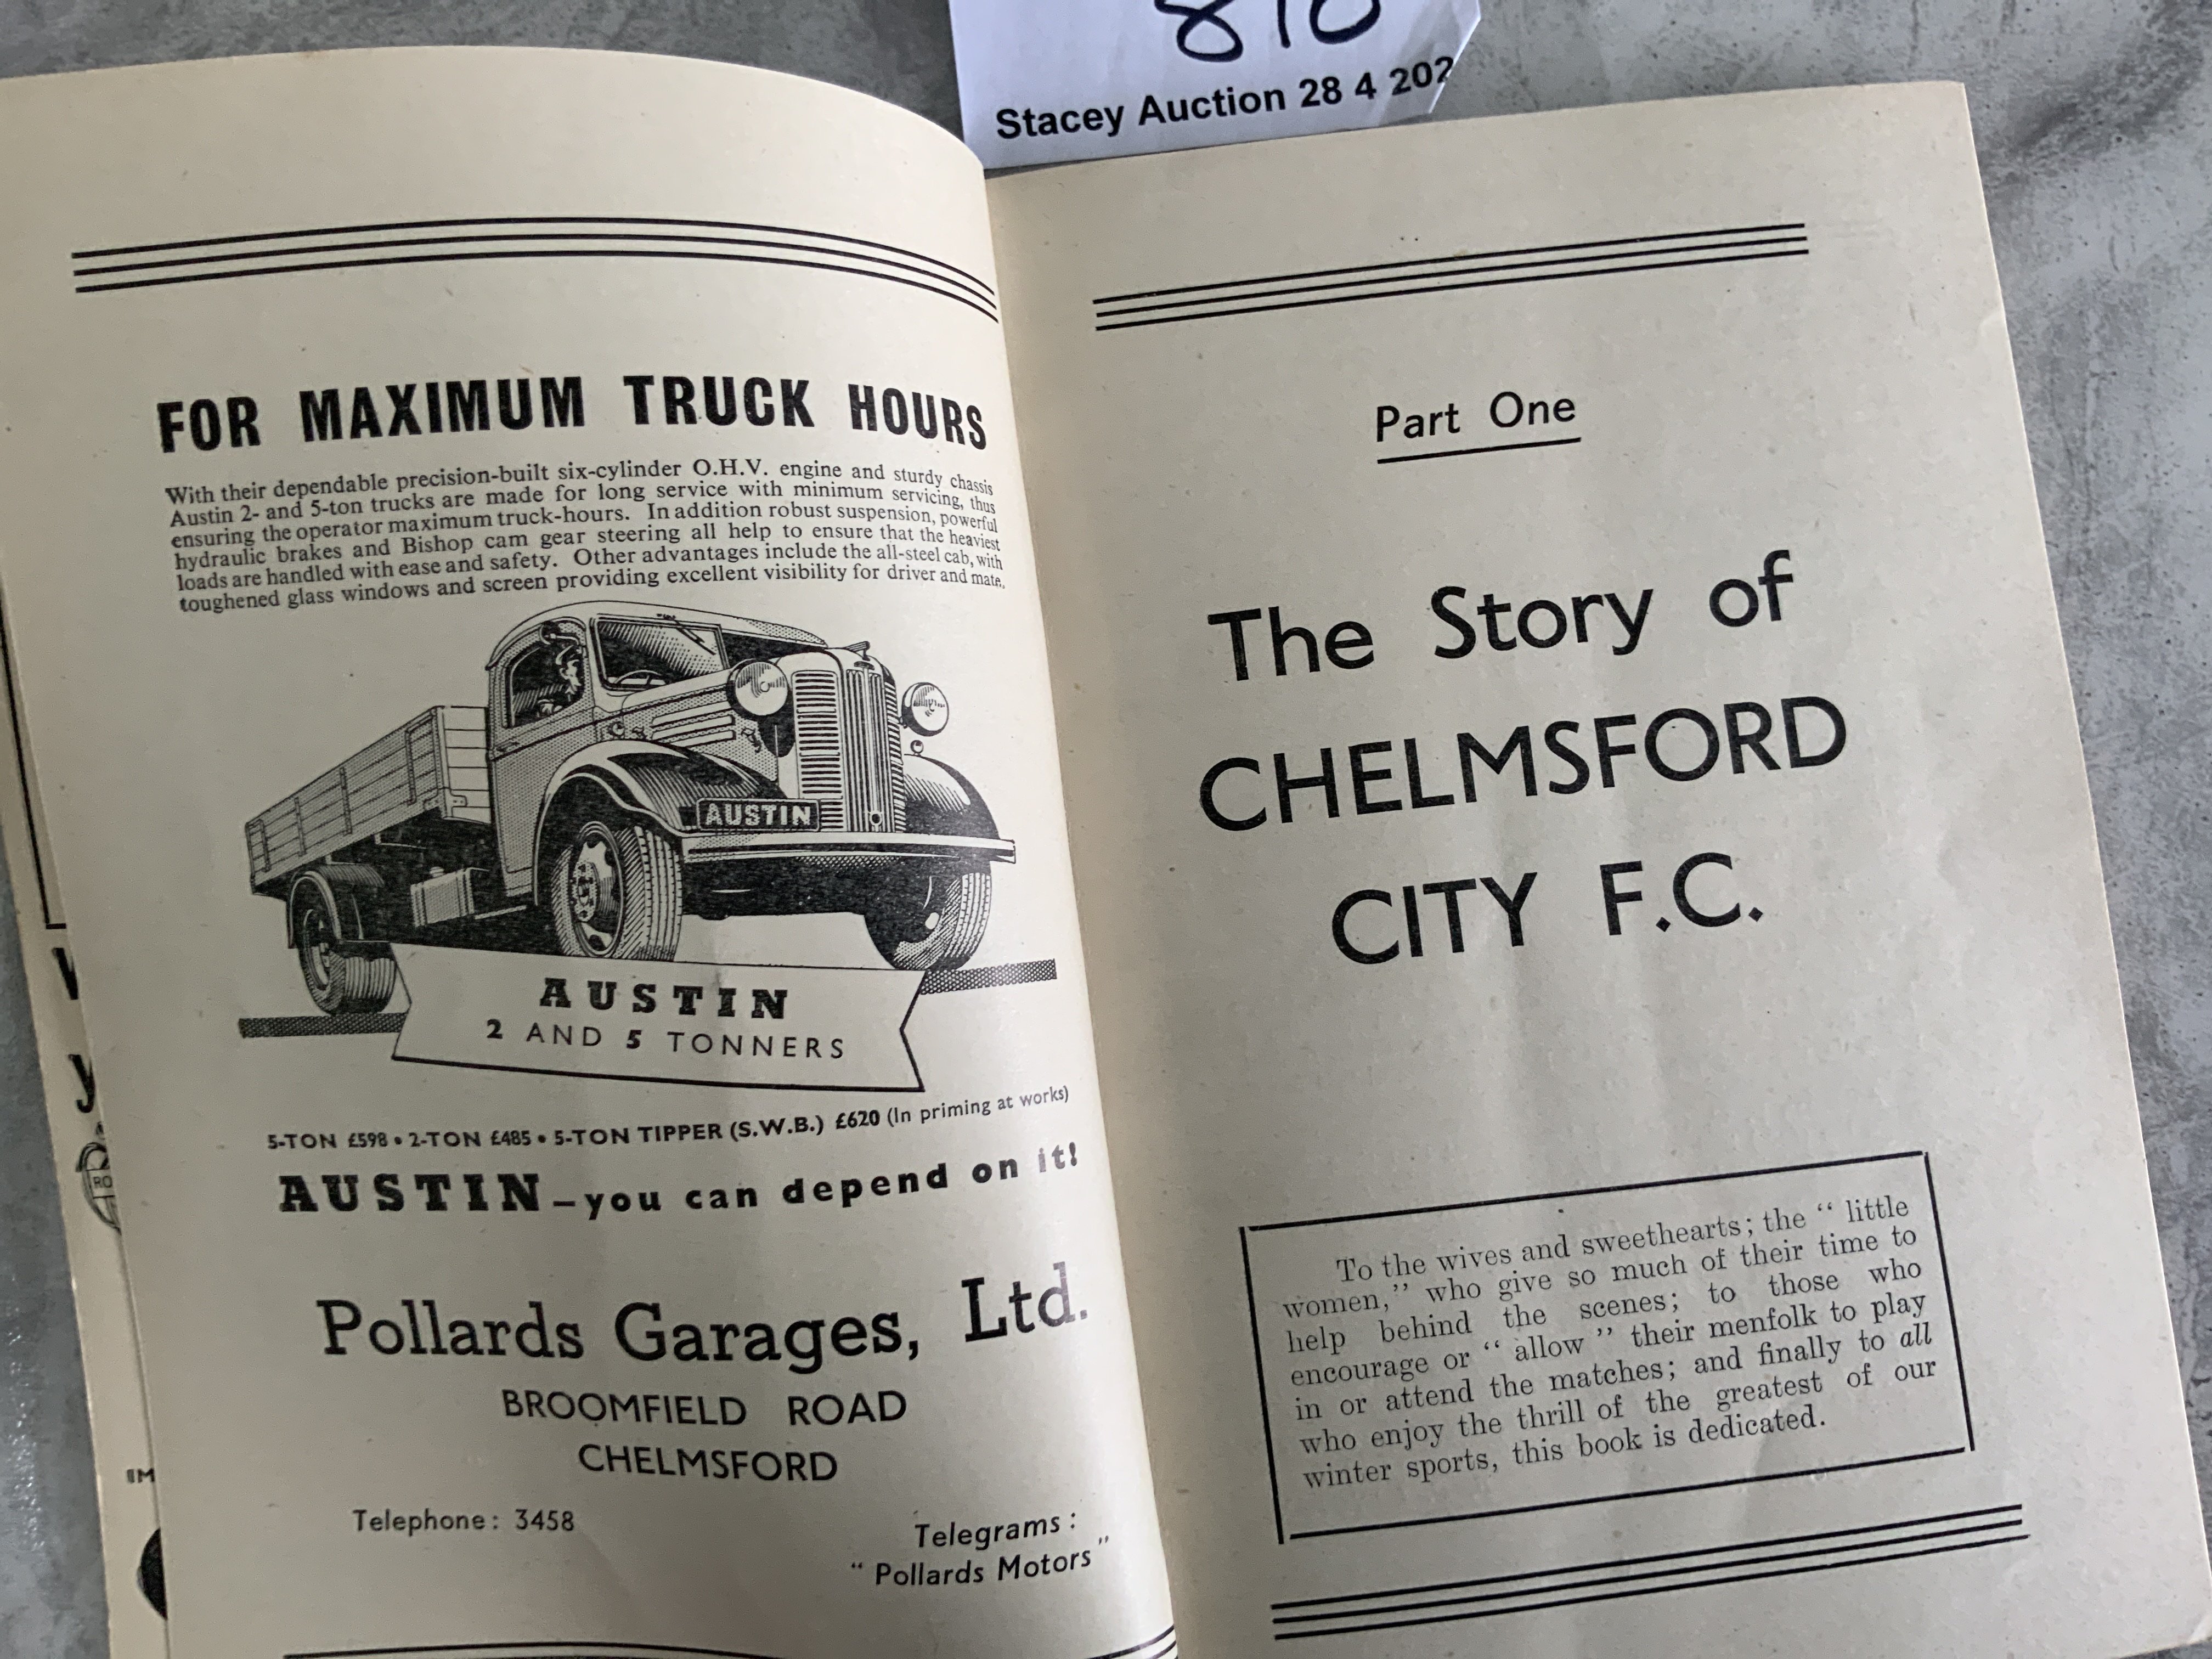 810
Stacey Auction 28 4 202
FOR MAXIMUM TRUCK HOURS
With their dependable precision-built six-cylinder O.H.V. engine and sturdy chassis
Austin 2- and 5-ton trucks are made for long service with minimum servicing, thus
ensuring the operator maximum truck-hours. In addition robust suspension, powerful
hydraulic brakes and Bishop cam gear steering all help to ensure that the heaviest
loads are handled with ease and safety. Other advantages include the all-steel cab, with
toughened glass windows and screen providing excellent visibility for driver and mate.
AUSTIN
AUSTIN
2 AND 5 TONNERS
5-TON £598 • 2-TON £485 • 5-TON TIPPER (S.W.B.) £620 (In priming at works)
AUSTIN—you can depend on it!
Pollards Garages, Ltd.
BROOMFIELD ROAD
CHELMSFORD
Telephone: 3458
Telegrams:
"Pollards Motors"
Part One
The Story of
CHELMSFORD
CITY F.C.
To the wives and sweethearts; the "little
women," who give so much of their time to
help behind the scenes; to those who
encourage or "allow" their menfolk to play
in or attend the matches; and finally to all
who enjoy the thrill of the greatest of our
winter sports, this book is dedicated.